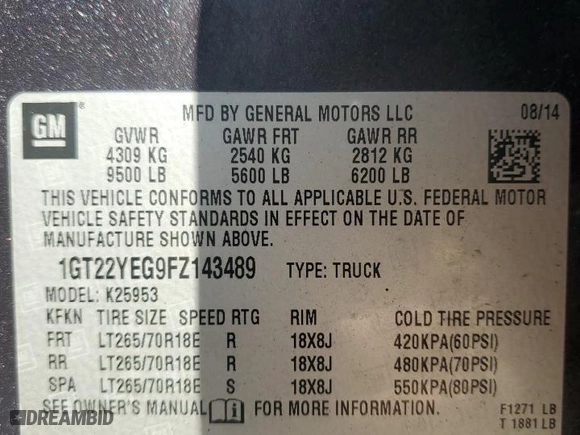 GM ®
MFD BY GENERAL MOTORS LLC 08/14
GVWR GAWR FRT GAWR RR
4309 KG 2540 KG 2812 KG
9500 LB 5600 LB 6200 LB
THIS VEHICLE CONFORMS TO ALL APPLICABLE U.S. FEDERAL MOTOR
VEHICLE SAFETY STANDARDS IN EFFECT ON THE DATE OF
MANUFACTURE SHOWN ABOVE.
1GT22YEG9FZ143489 TYPE: TRUCK
MODEL: K25953
KFKN TIRE SIZE SPEED RTG RIM COLD TIRE PRESSURE
FRT LT265/70R18E R 18X8J 420KPA(60PSI)
RR LT265/70R18E R 18X8J 480KPA(70PSI)
SPA LT265/70R18E S 18X8J 550KPA(80PSI)
SEE OWNER'S MANUAL i FOR MORE INFORMATION. F1271 LB
T 1881 LB
DREAMBID